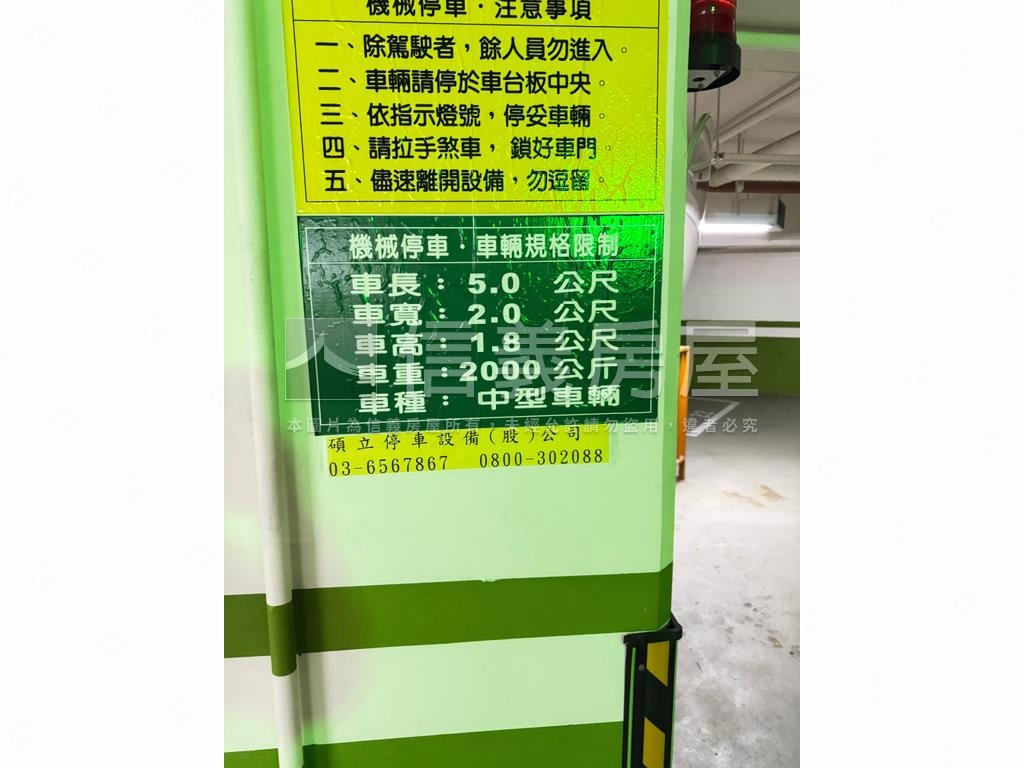 機械停車・注意事項
一、除駕駛者，餘人員勿進入。
二、車輛請停於車台板中央。
三、依指示燈號，停妥車輛。
四、請拉手煞車，鎖好車門。
五、儘速離開設備，勿逗留。
機械停車・車輛規格限制
車長：5.0 公尺
車寬：2.0 公尺
車高：1.8 公尺
車重：2000公斤
車種：中型車輛
信義房屋
本圖片為信義房屋所有，未經允許請勿盜用，違者必究
碩立停車設備(股)公司
03-6567867 0800-302088